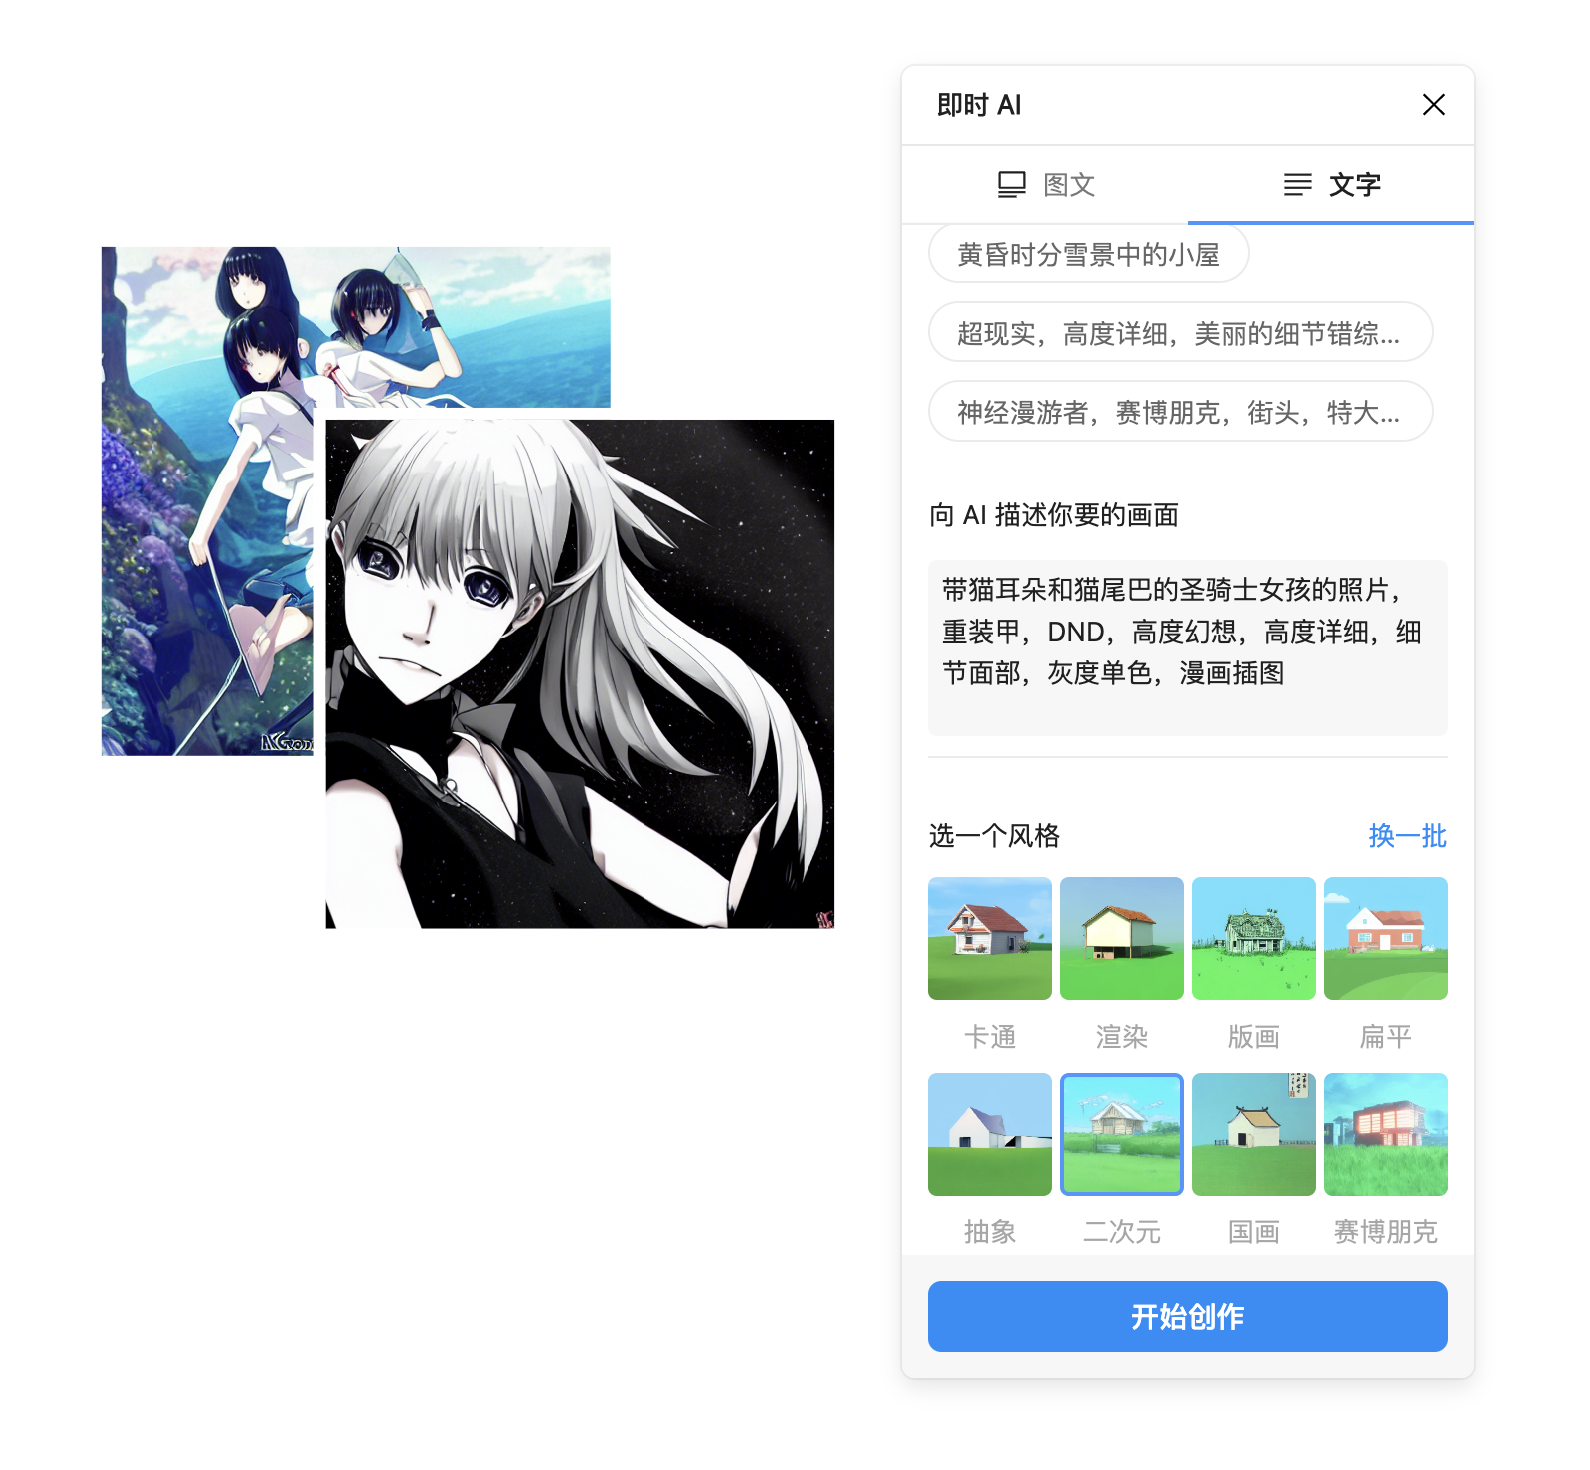 即时 AI
图文
文字
黄昏时分雪景中的小屋
超现实，高度详细，美丽的细节错综...
神经漫游者，赛博朋克，街头，特大...
向 AI 描述你要的画面
带猫耳朵和猫尾巴的圣骑士女孩的照片，
重装甲，DND，高度幻想，高度详细，细
节面部，灰度单色，漫画插图
选一个风格
换一批
卡通
渲染
版画
扁平
抽象
二次元
国画
赛博朋克
开始创作